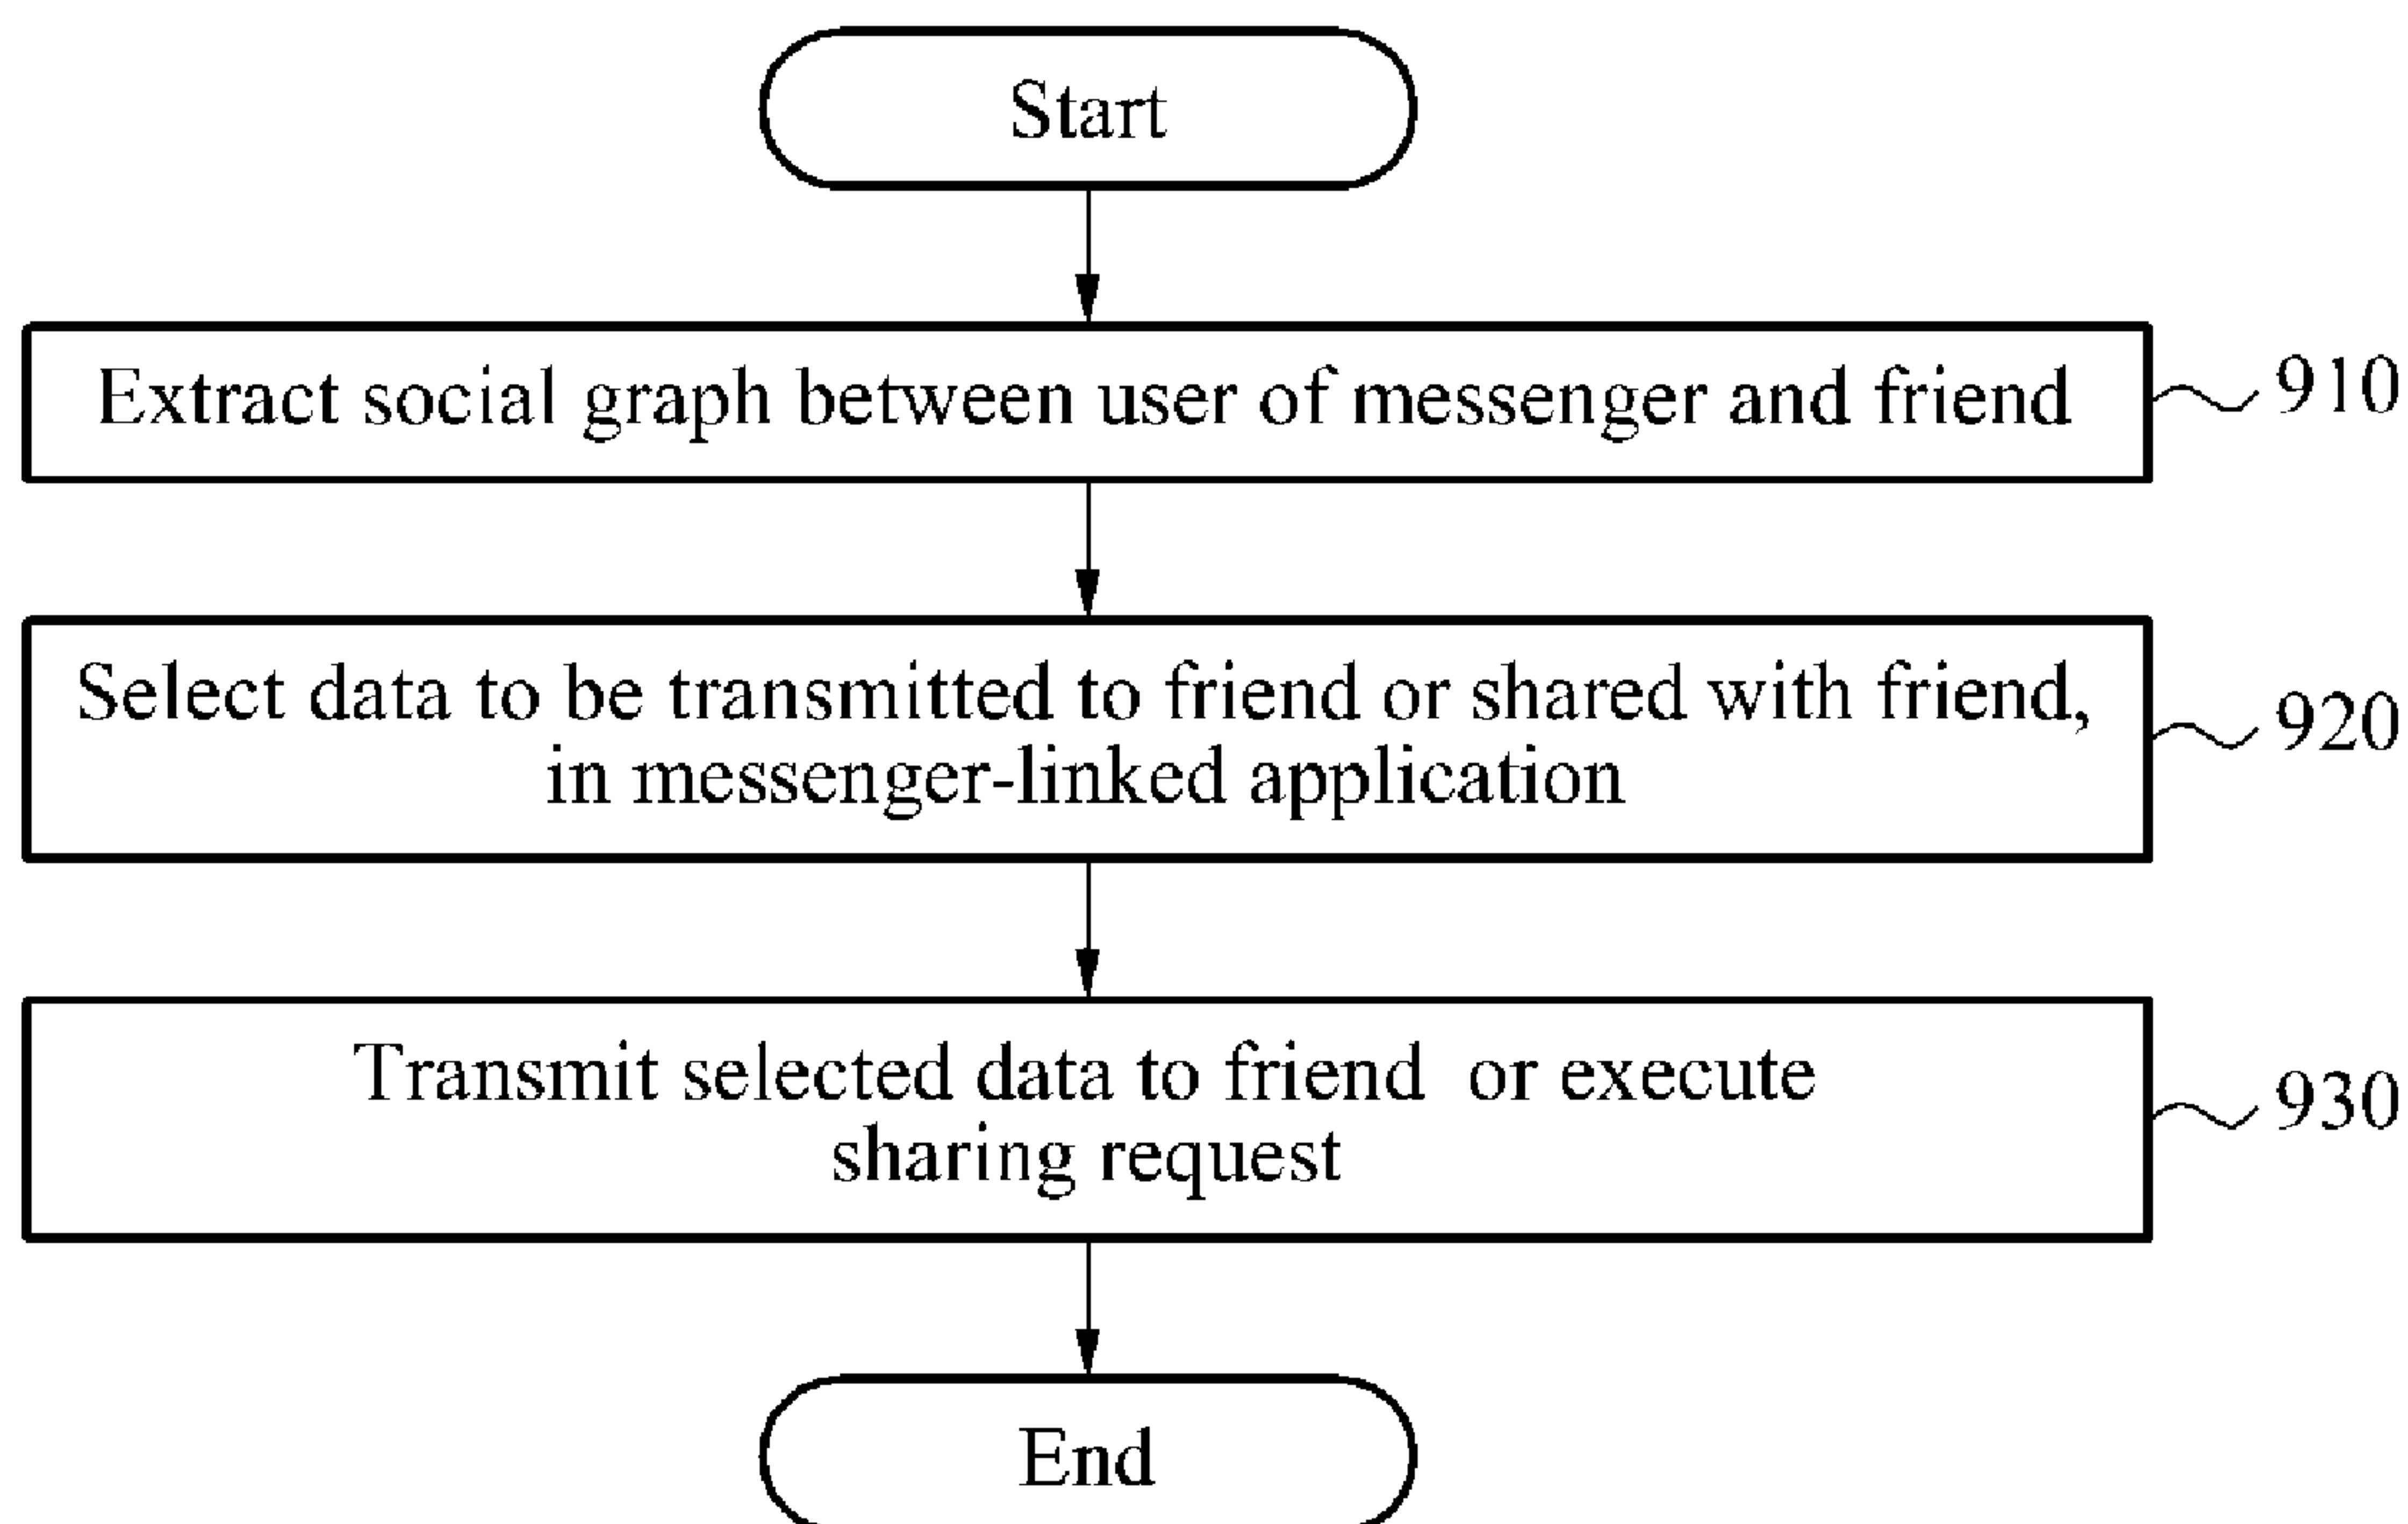 Start
Extract social graph between user of messenger and friend
910
Select data to be transmitted to friend or shared with friend,
in messenger-linked application
920
Transmit selected data to friend or execute
sharing request
930
End